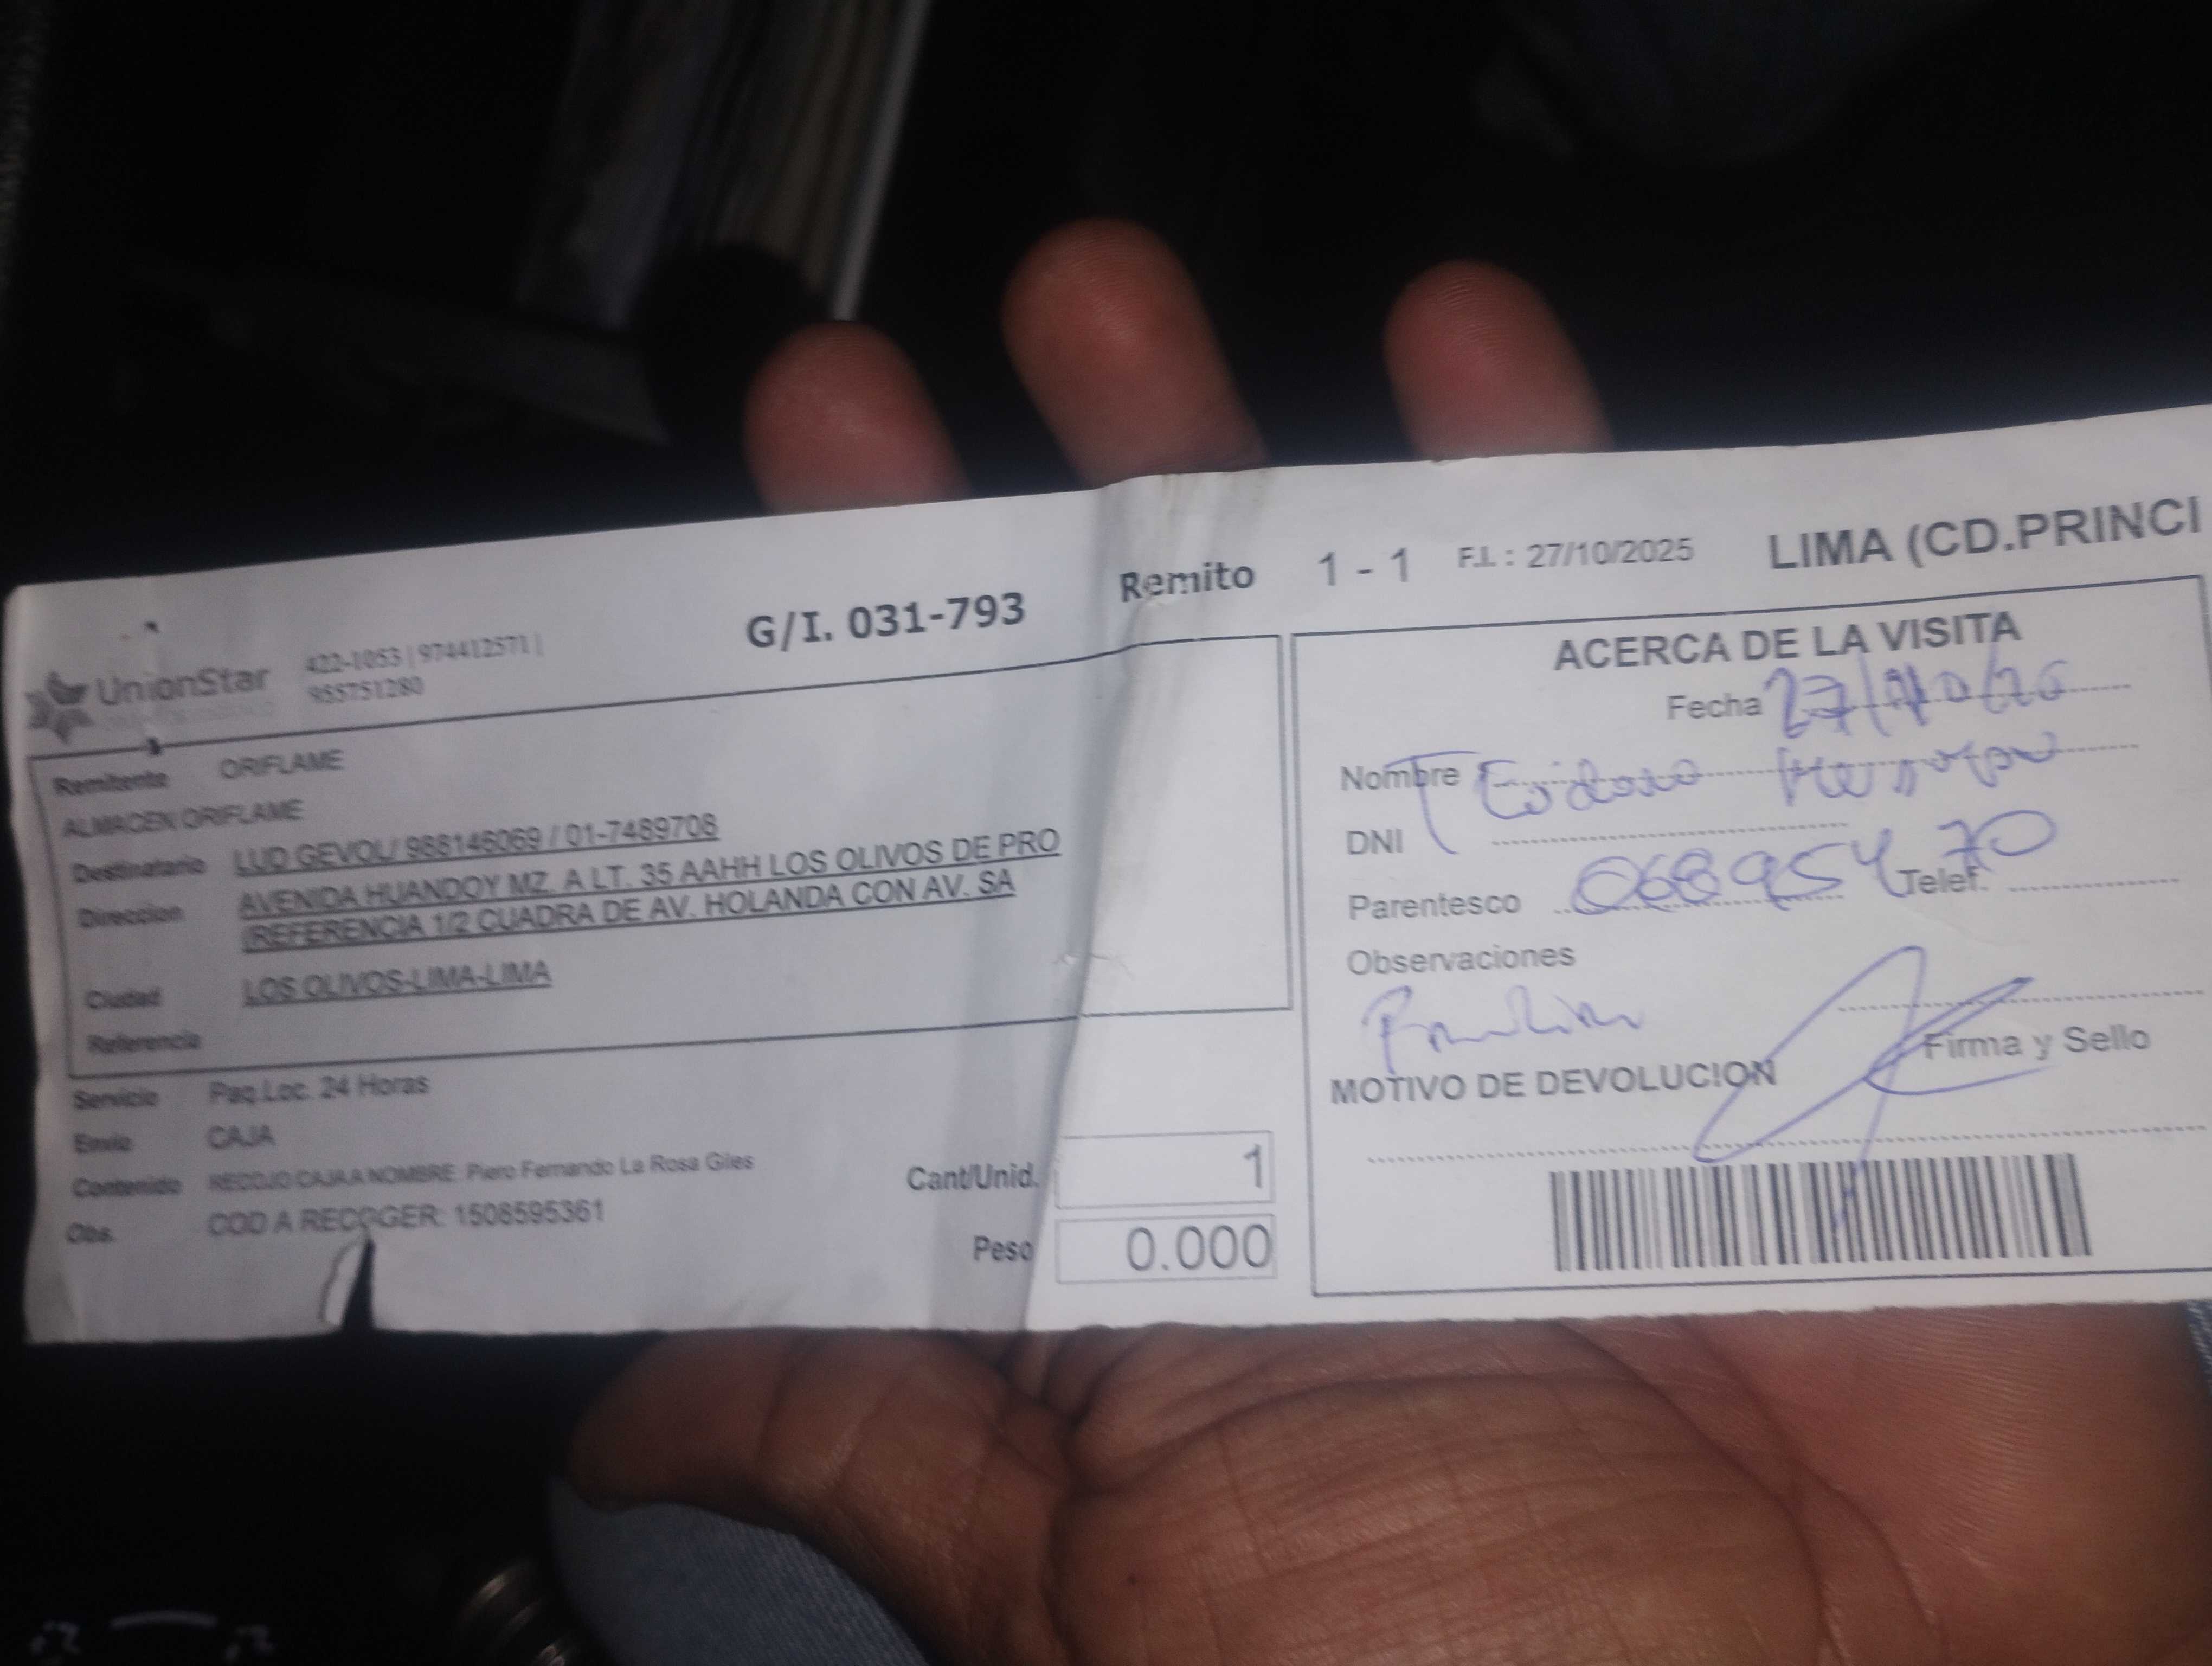 UnionStar
422-1053 | 974412571 |
955751280
G/I. 031-793
Remito 1 - 1 F.I. : 27/10/2025 LIMA (CD.PRINCI
Remitente ORIFLAME
ALMACEN ORIFLAME
Destinatario LUD GEVOL/ 988146069 / 01-7489708
Direccion AVENIDA HUANDOY MZ. A LT. 35 AAHH LOS OLIVOS DE PRO
(REFERENCIA 1/2 CUADRA DE AV. HOLANDA CON AV. SA
Ciudad LOS OLIVOS-LIMA-LIMA
Referencia
Servicio Paq.Loc. 24 Horas
Envio CAJA
Contenido RECOJO CAJA A NOMBRE: Piero Fernando La Rosa Giles
Obs. COD A RECOGER: 1508595361
Cant/Unid. 1
Peso 0.000
ACERCA DE LA VISITA
Fecha
Nombre
DNI
Parentesco 06895470 Telef.
Observaciones
Firma y Sello
MOTIVO DE DEVOLUCION